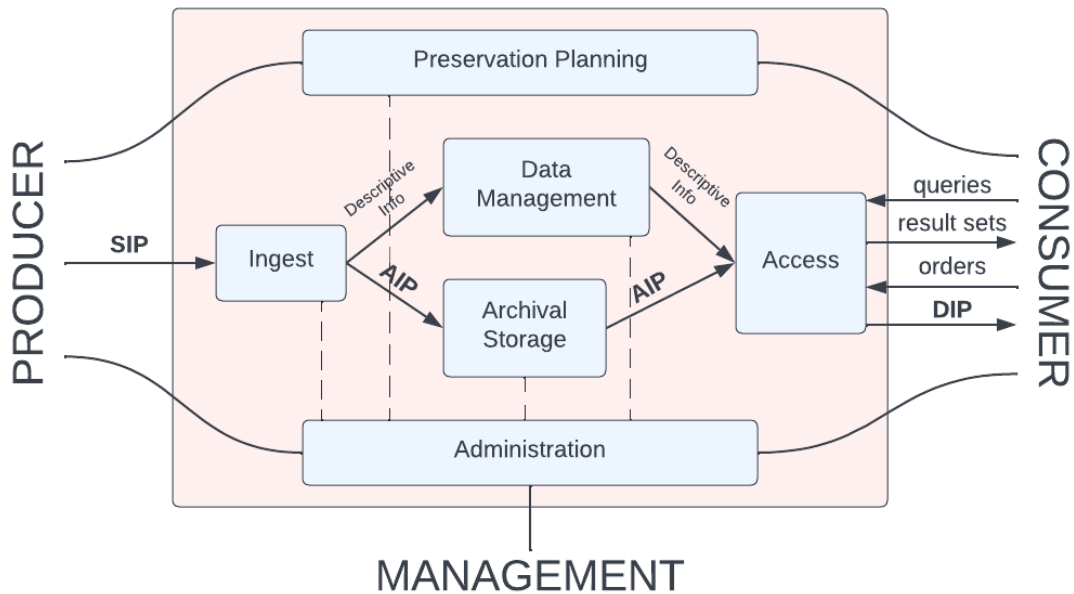 Preservation Planning
PRODUCER
SIP
Ingest
Descriptive
Info
AIP
Data
Management
Archival
Storage
Descriptive
Info
AIP
Access
queries
result sets
orders
DIP
CONSUMER
Administration
MANAGEMENT